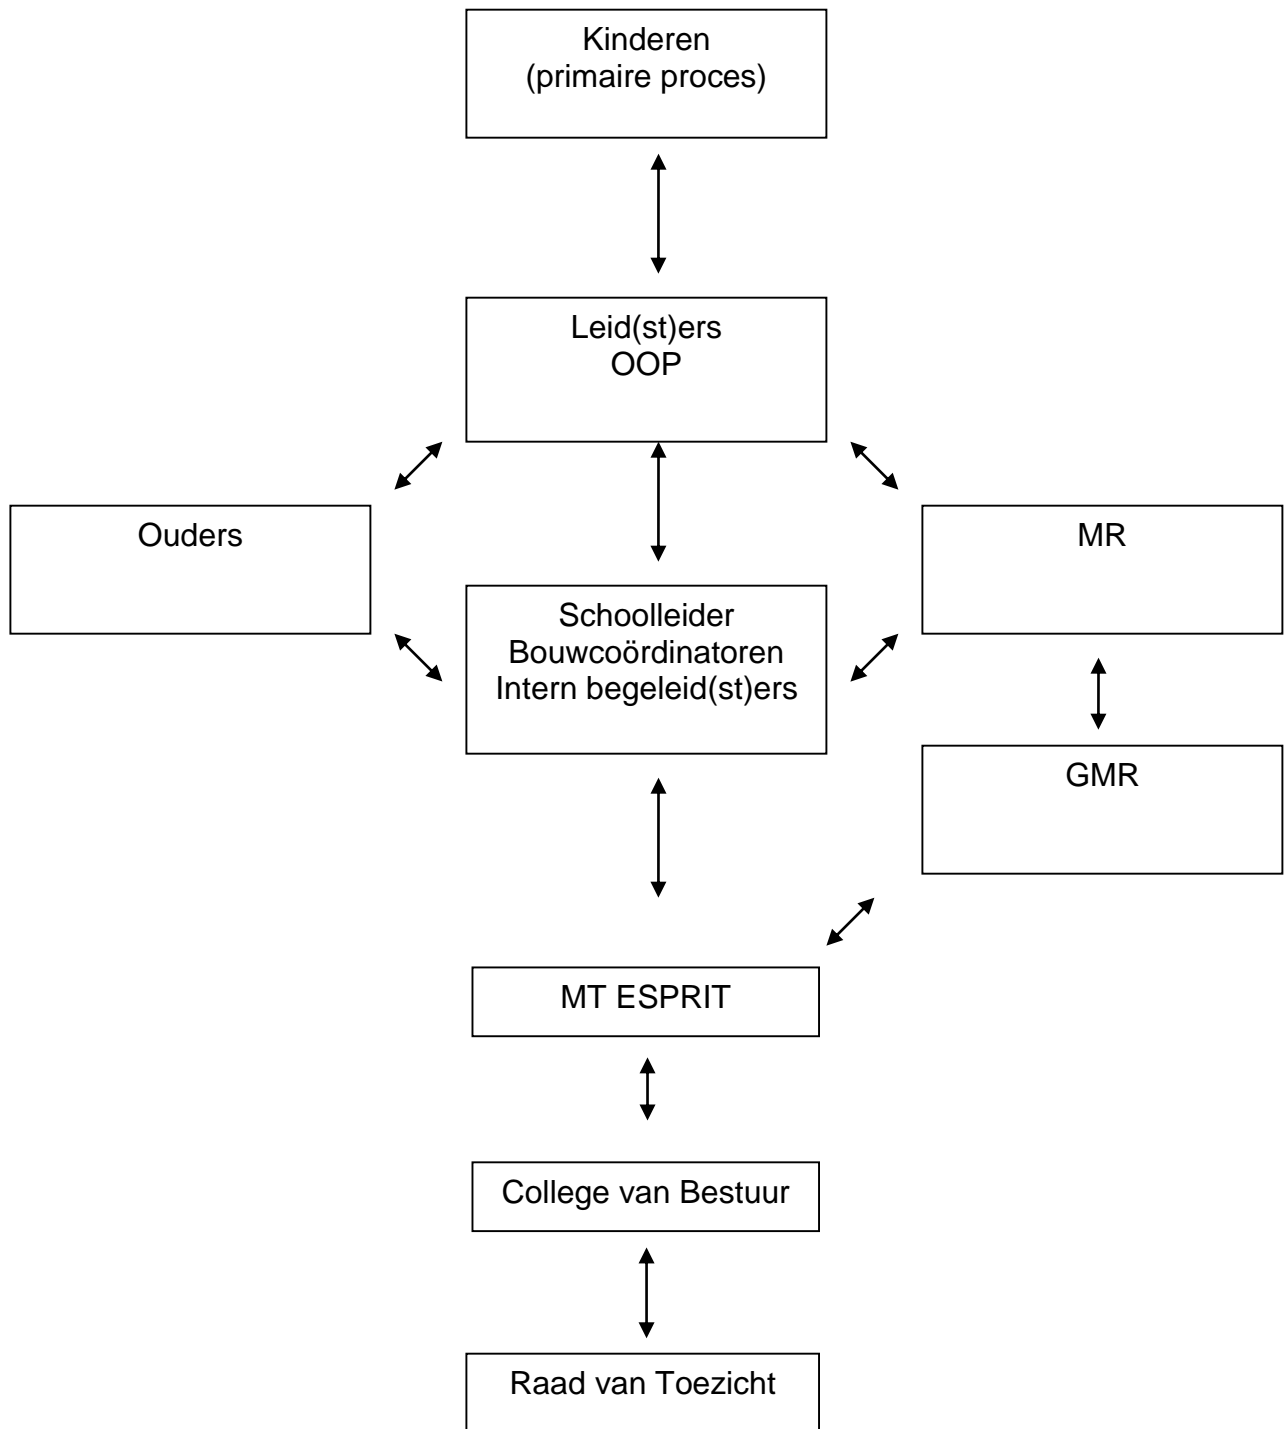 Kinderen
(primaire proces)
Leid(st)ers
OOP
Ouders
MR
Schoolleider
Bouwcoördinatoren
Intern begeleid(st)ers
GMR
MT ESPRIT
College van Bestuur
Raad van Toezicht